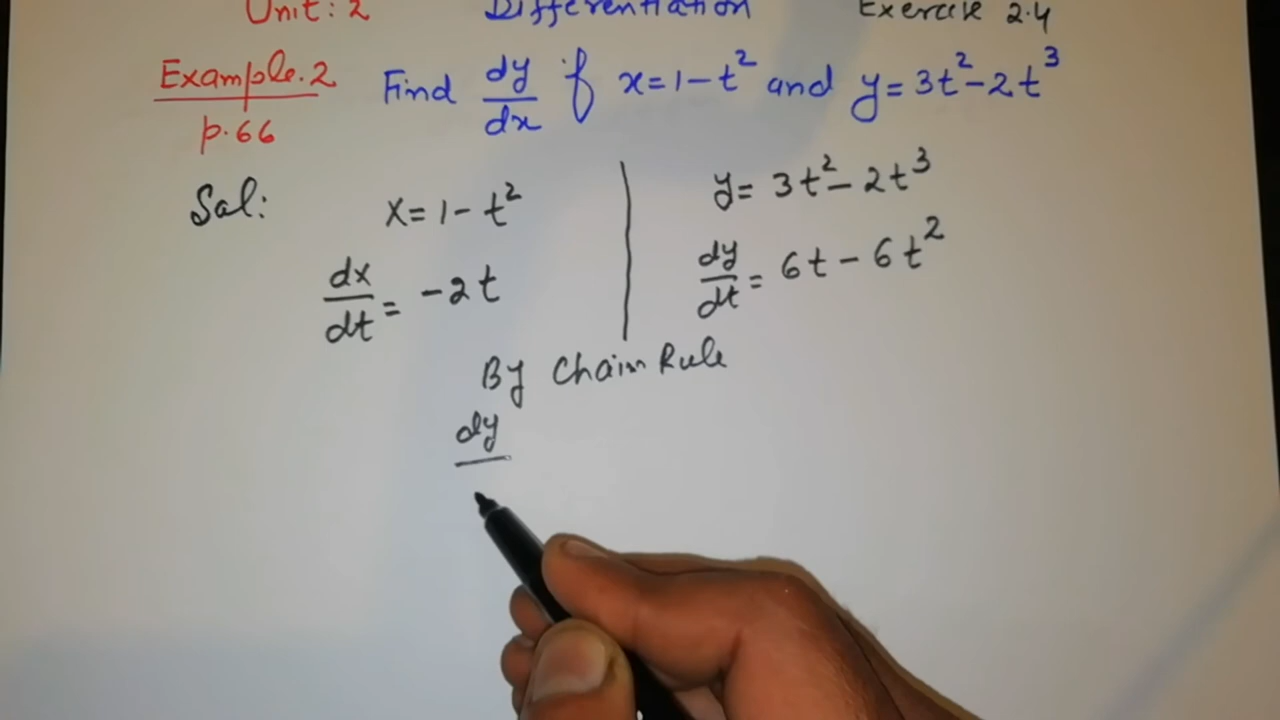 Unit: 2 Differentiation Exercise 2.4
Example.2 Find dy/dx if x=1-t² and y=3t²-2t³
p.66
Sol: x=1-t² y=3t²-2t³
dx/dt=-2t dy/dt=6t-6t²
By Chain Rule
dy